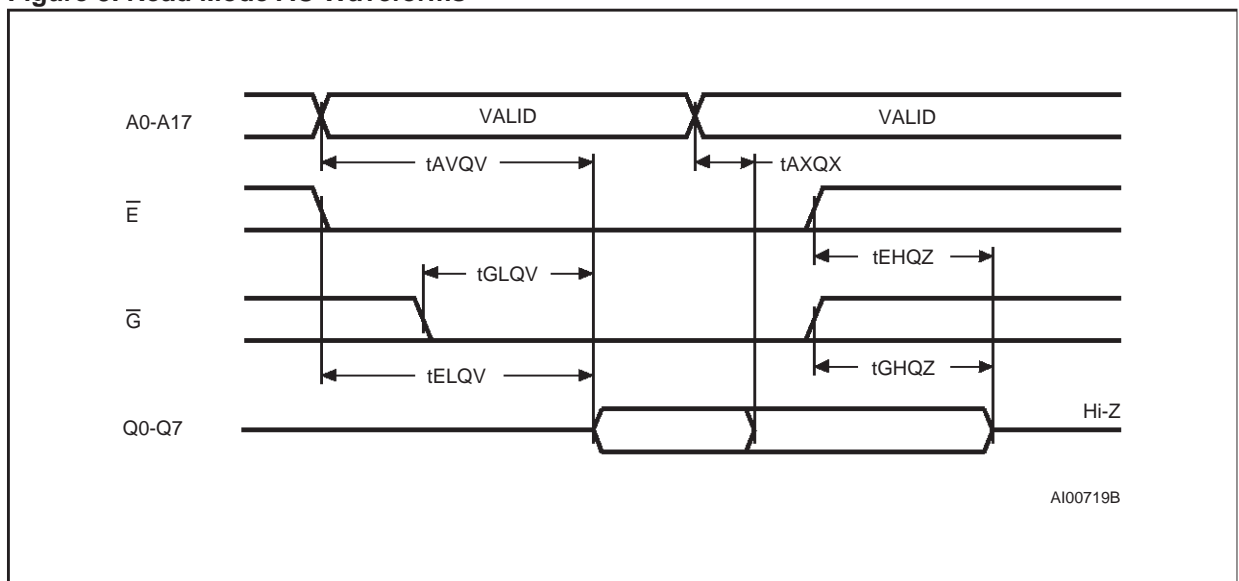 A0-A17
VALID
VALID
tAVQV
tAXQX
E
tEHQZ
tGLQV
G
tGHQZ
tELQV
Hi-Z
Q0-Q7
AI00719B